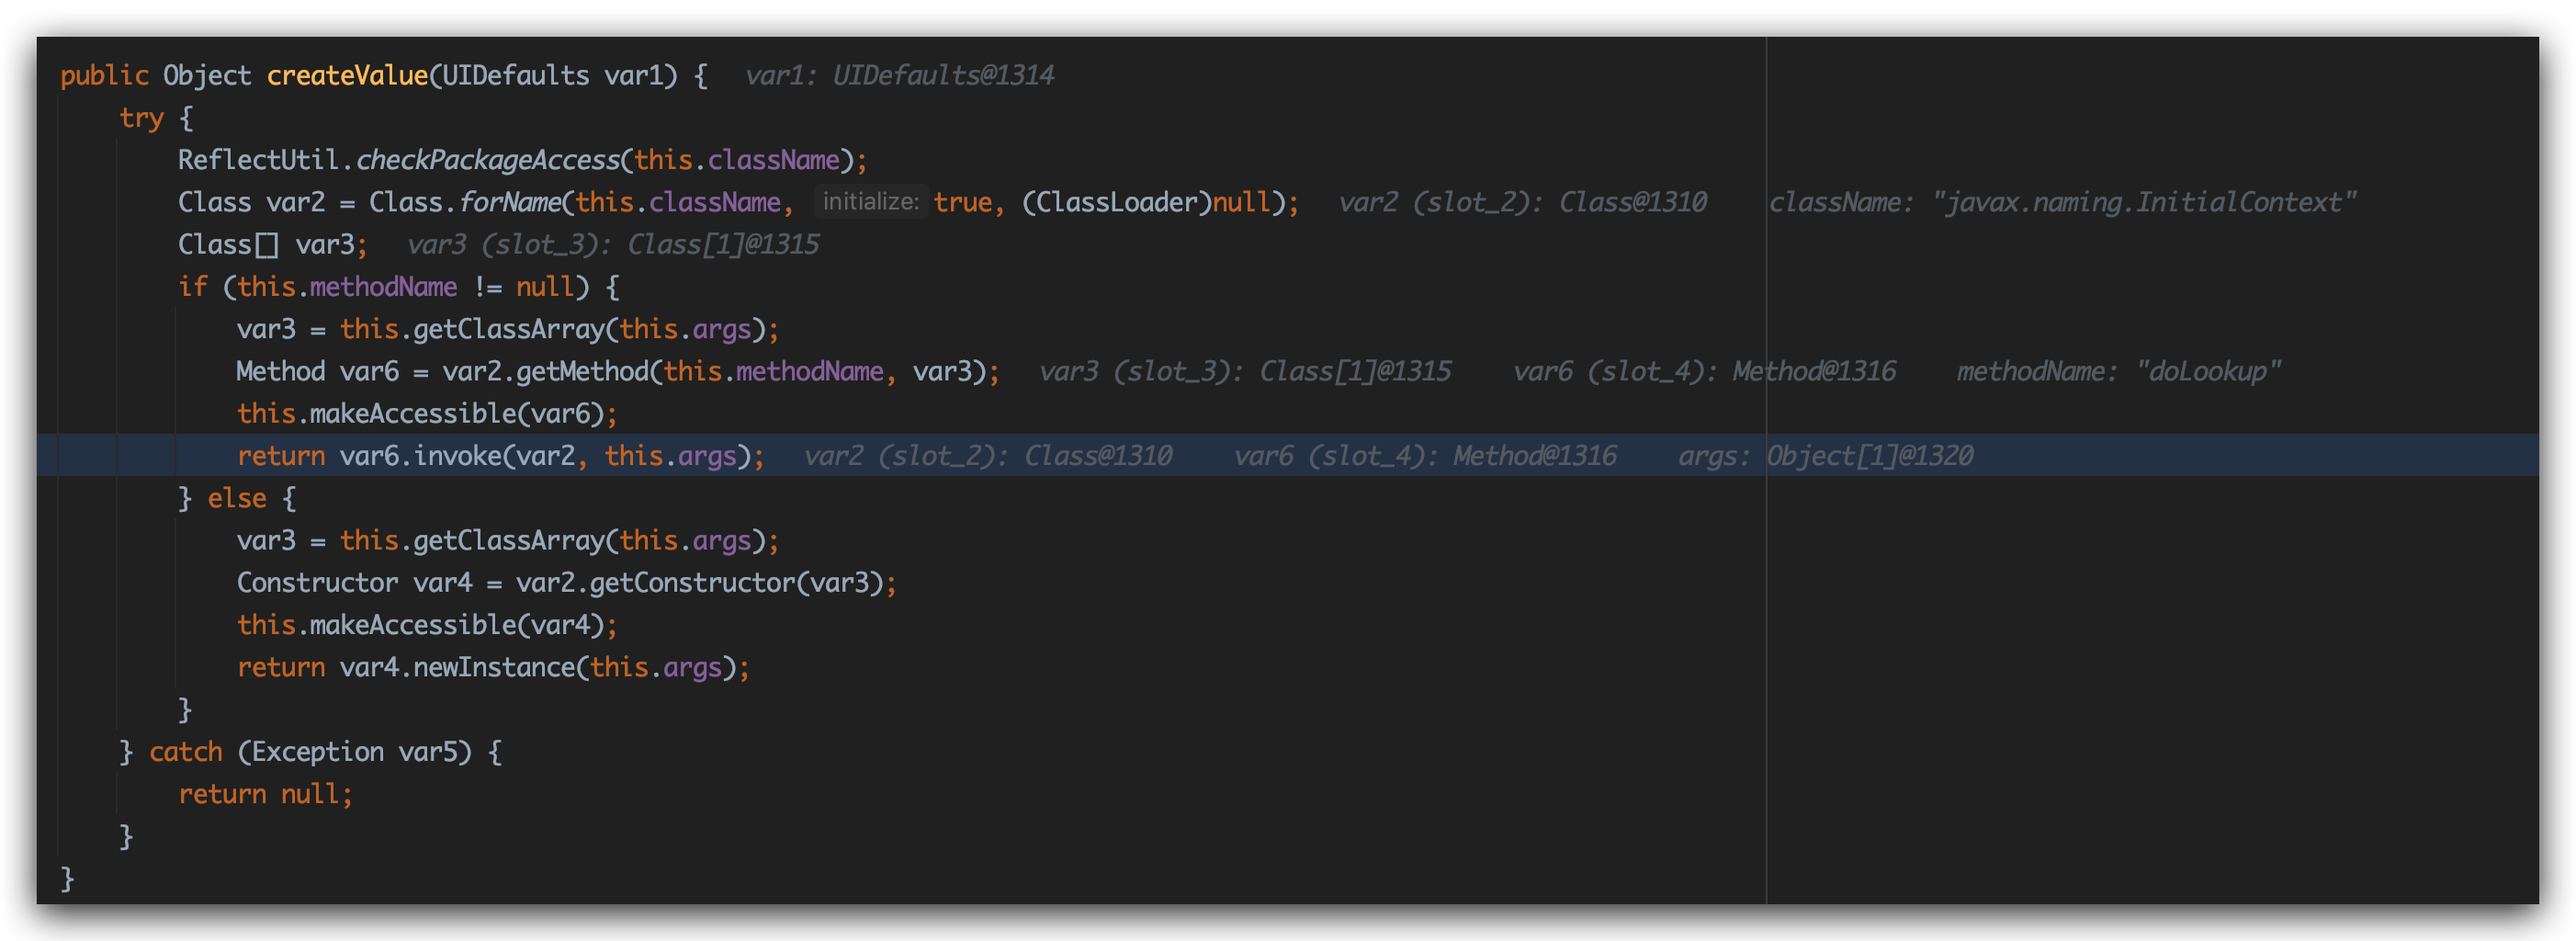 public Object createValue(UIDefaults var1) {   var1: UIDefaults@1314
    try {
        ReflectUtil.checkPackageAccess(this.className);
        Class var2 = Class.forName(this.className, initialize: true, (ClassLoader)null);   var2 (slot_2): Class@1310    className: "javax.naming.InitialContext"
        Class[] var3;   var3 (slot_3): Class[1]@1315
        if (this.methodName != null) {
            var3 = this.getClassArray(this.args);
            Method var6 = var2.getMethod(this.methodName, var3);   var3 (slot_3): Class[1]@1315    var6 (slot_4): Method@1316    methodName: "doLookup"
            this.makeAccessible(var6);
            return var6.invoke(var2, this.args);   var2 (slot_2): Class@1310    var6 (slot_4): Method@1316    args: Object[1]@1320
        } else {
            var3 = this.getClassArray(this.args);
            Constructor var4 = var2.getConstructor(var3);
            this.makeAccessible(var4);
            return var4.newInstance(this.args);
        }
    } catch (Exception var5) {
        return null;
    }
}